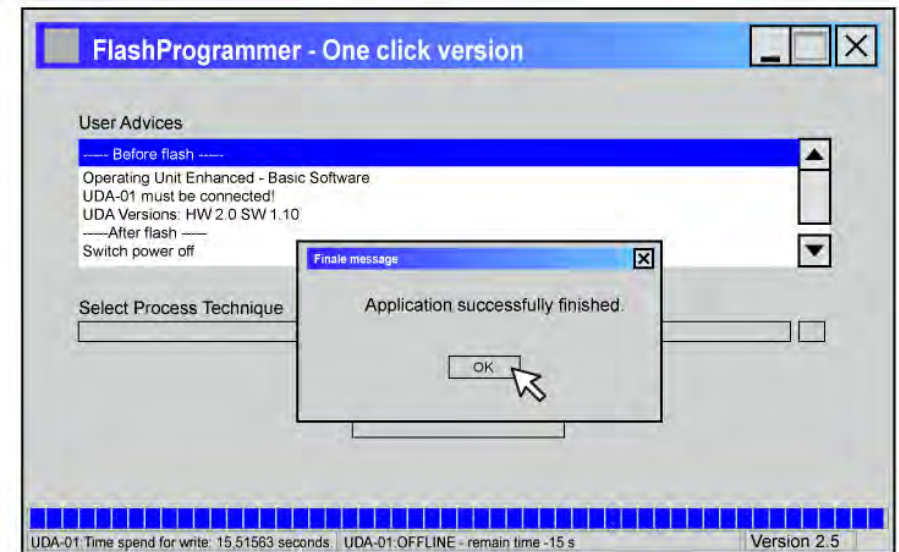 FlashProgrammer - One click version
User Advices
----- Before flash -----
Operating Unit Enhanced - Basic Software
UDA-01 must be connected!
UDA Versions: HW 2.0 SW 1.10
-----After flash -----
Switch power off
Finale message
Application successfully finished.
OK
Select Process Technique
UDA-01:Time spend for write: 15.51563 seconds.
UDA-01:OFFLINE - remain time -15 s
Version 2.5